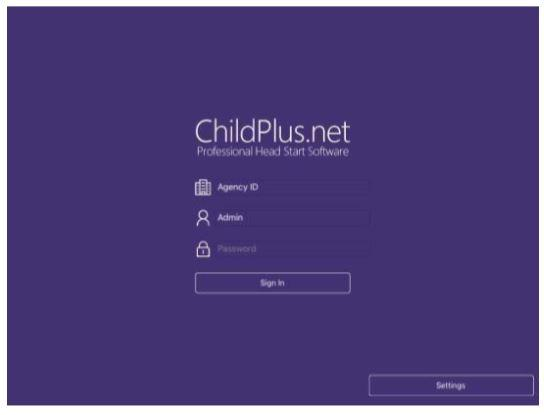 ChildPlus.net
Professional Head Start Software
Agency ID
Admin
Password
Sign In
Settings